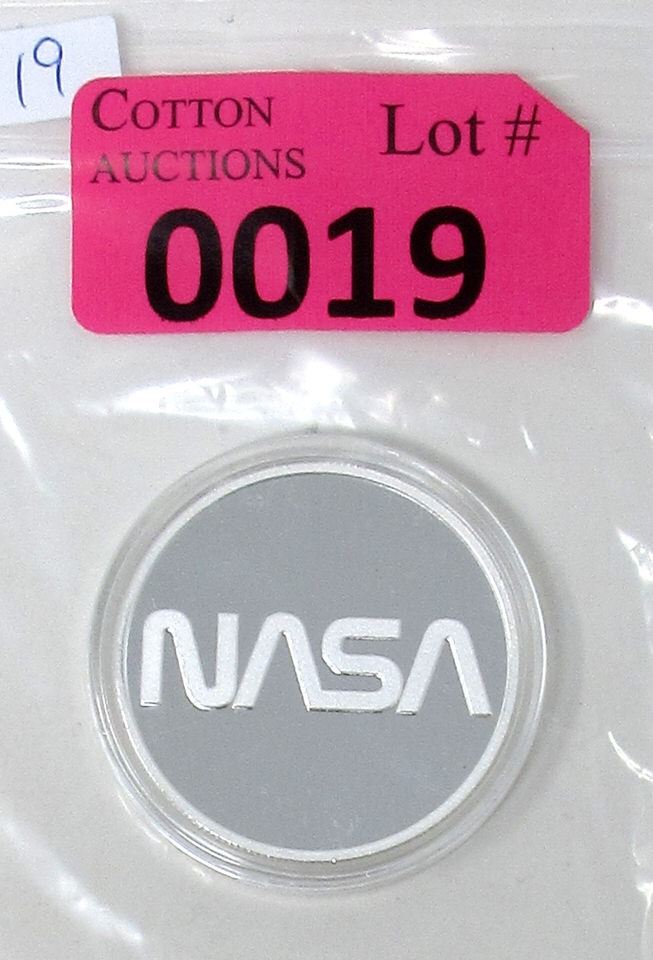 19
COTTON
AUCTIONS
Lot #
0019
NASA